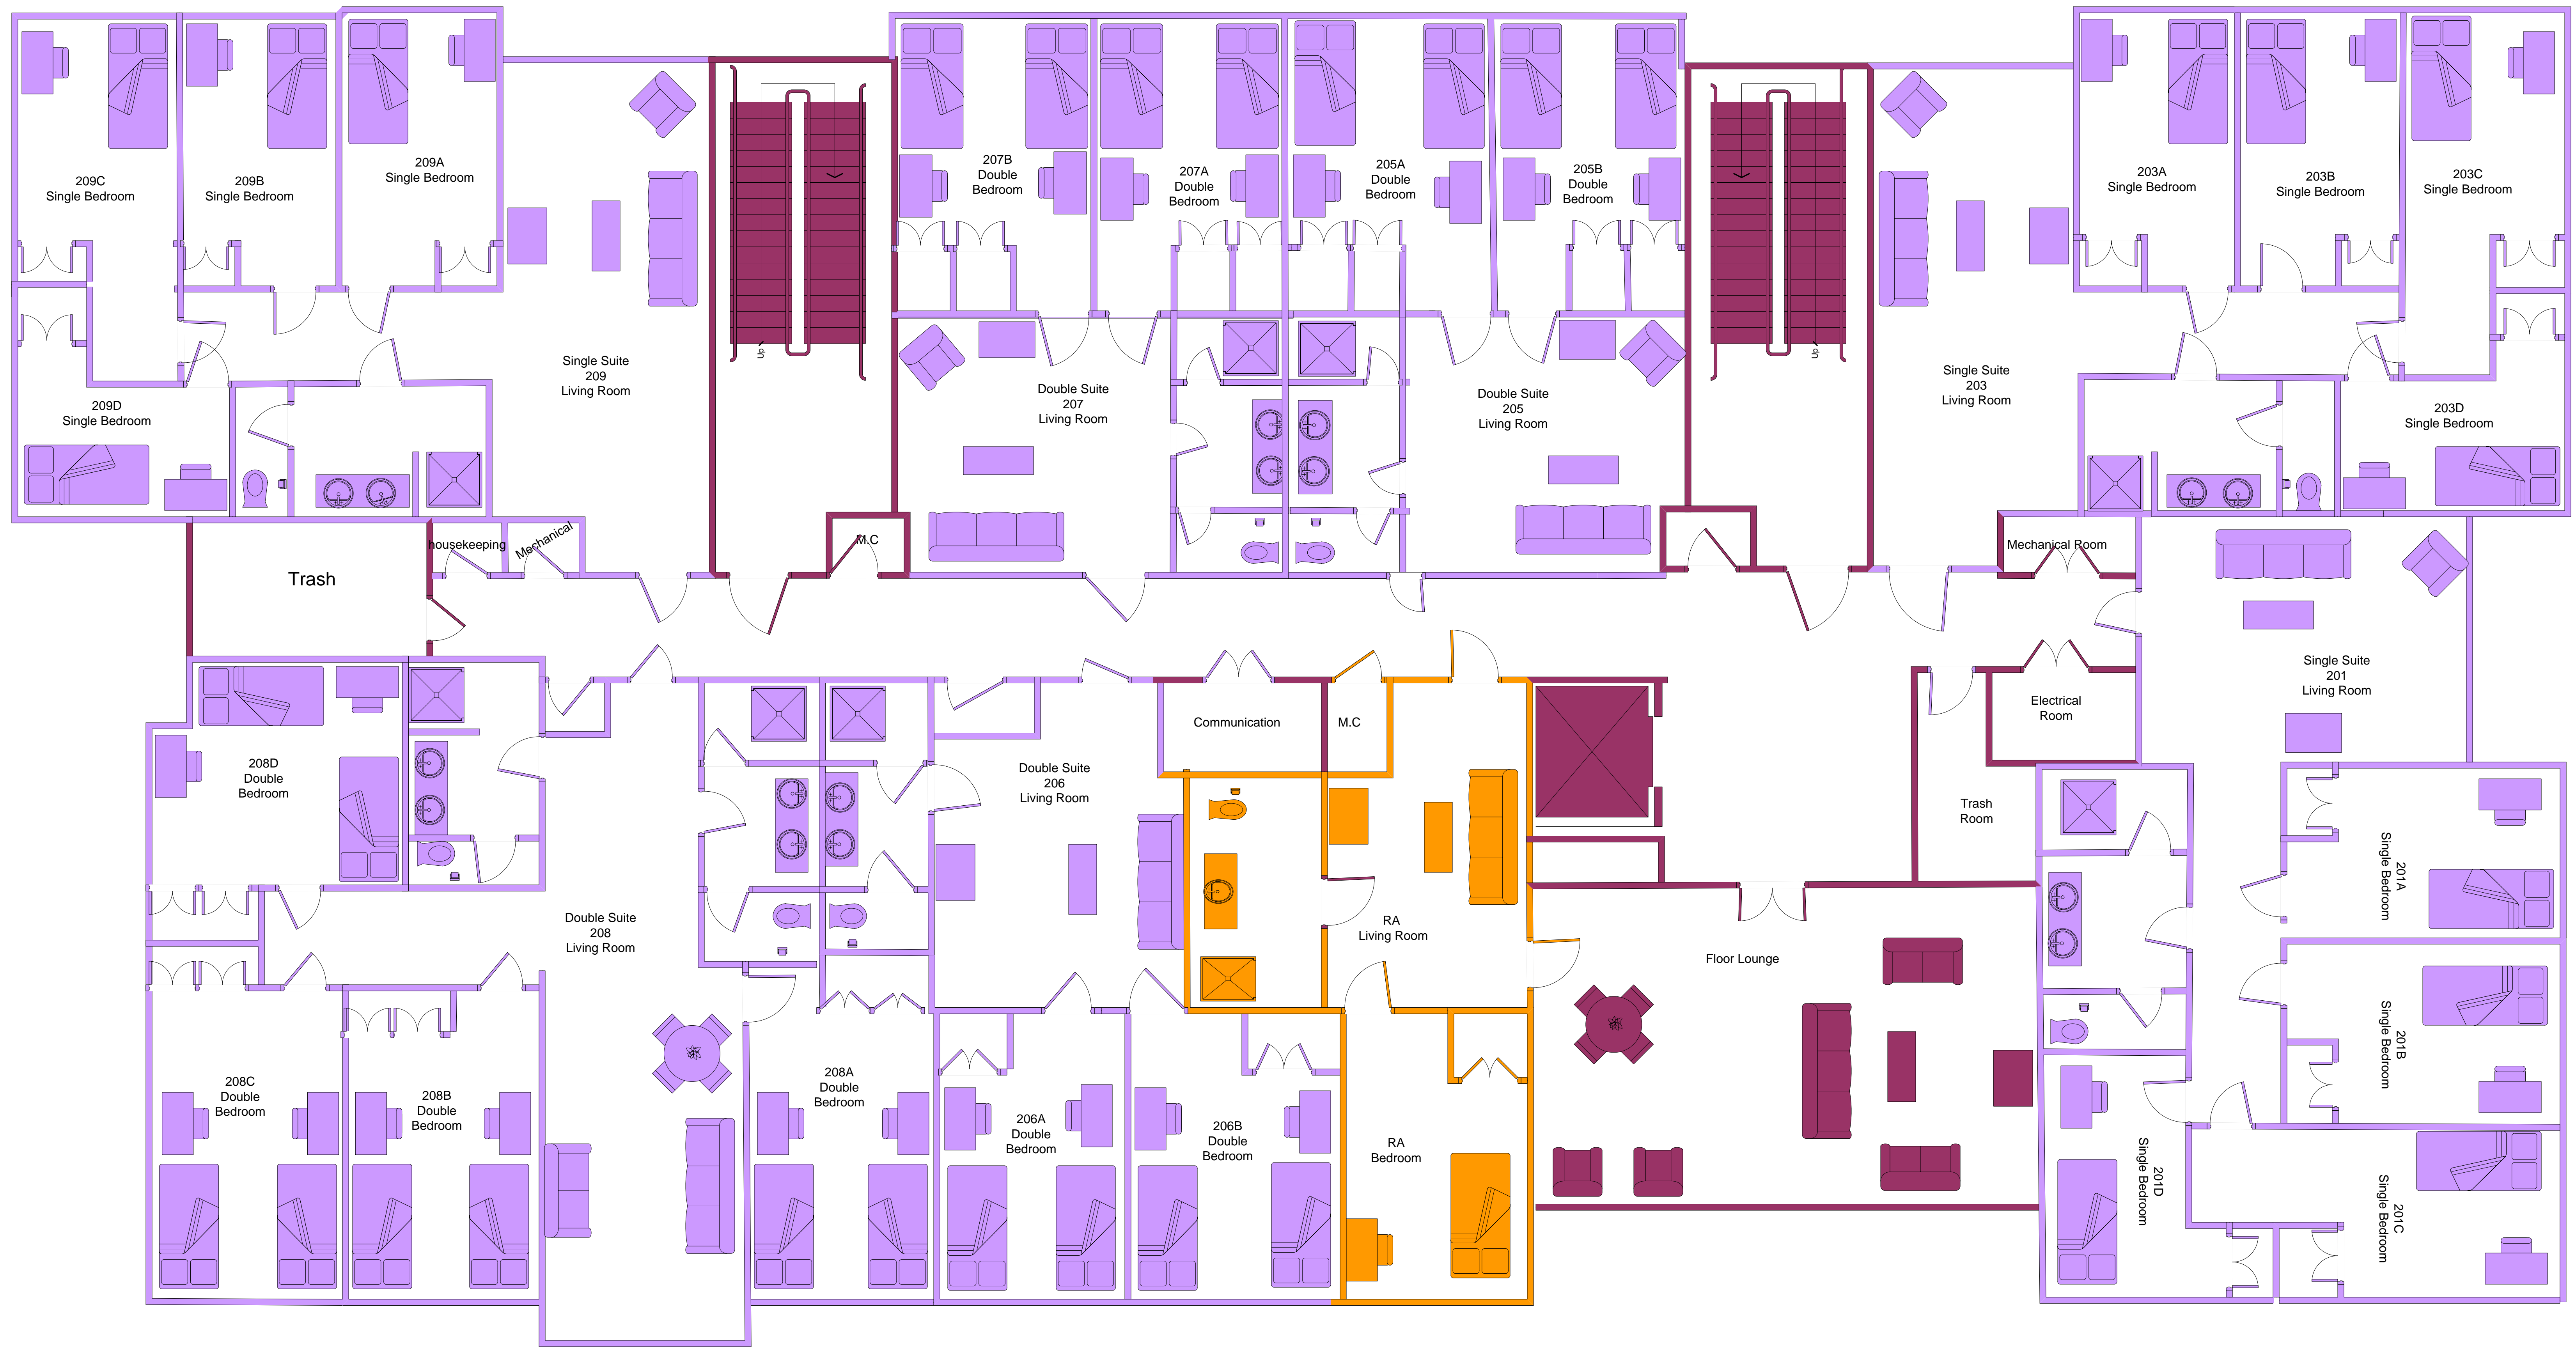 209C
Single Bedroom
209B
Single Bedroom
209A
Single Bedroom
207B
Double
Bedroom
207A
Double
Bedroom
205A
Double
Bedroom
205B
Double
Bedroom
203A
Single Bedroom
203B
Single Bedroom
203C
Single Bedroom
Up
Up
Single Suite
209
Living Room
Double Suite
207
Living Room
Double Suite
205
Living Room
Single Suite
203
Living Room
209D
Single Bedroom
203D
Single Bedroom
housekeeping
Mechanical
M.C
Mechanical Room
Trash
Single Suite
201
Living Room
Electrical
Room
Communication
M.C
208D
Double
Bedroom
Double Suite
206
Living Room
Trash
Room
201A
Single Bedroom
Double Suite
208
Living Room
RA
Living Room
Floor Lounge
201B
Single Bedroom
208C
Double
Bedroom
208B
Double
Bedroom
208A
Double
Bedroom
206A
Double
Bedroom
206B
Double
Bedroom
RA
Bedroom
201D
Single Bedroom
201C
Single Bedroom